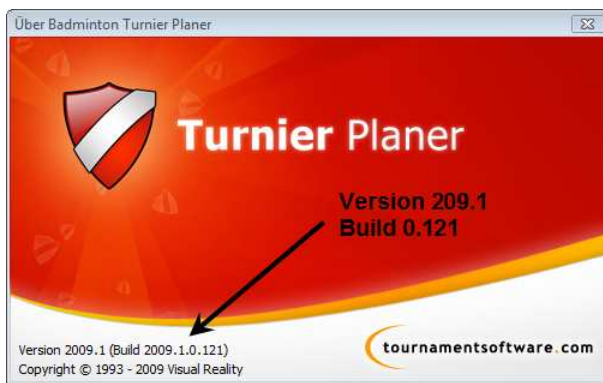 Über Badminton Turnier Planer
Turnier Planer
Version 209.1
Build 0.121
Version 2009.1 (Build 2009.1.0.121)
Copyright © 1993 - 2009 Visual Reality
tournamentsoftware.com